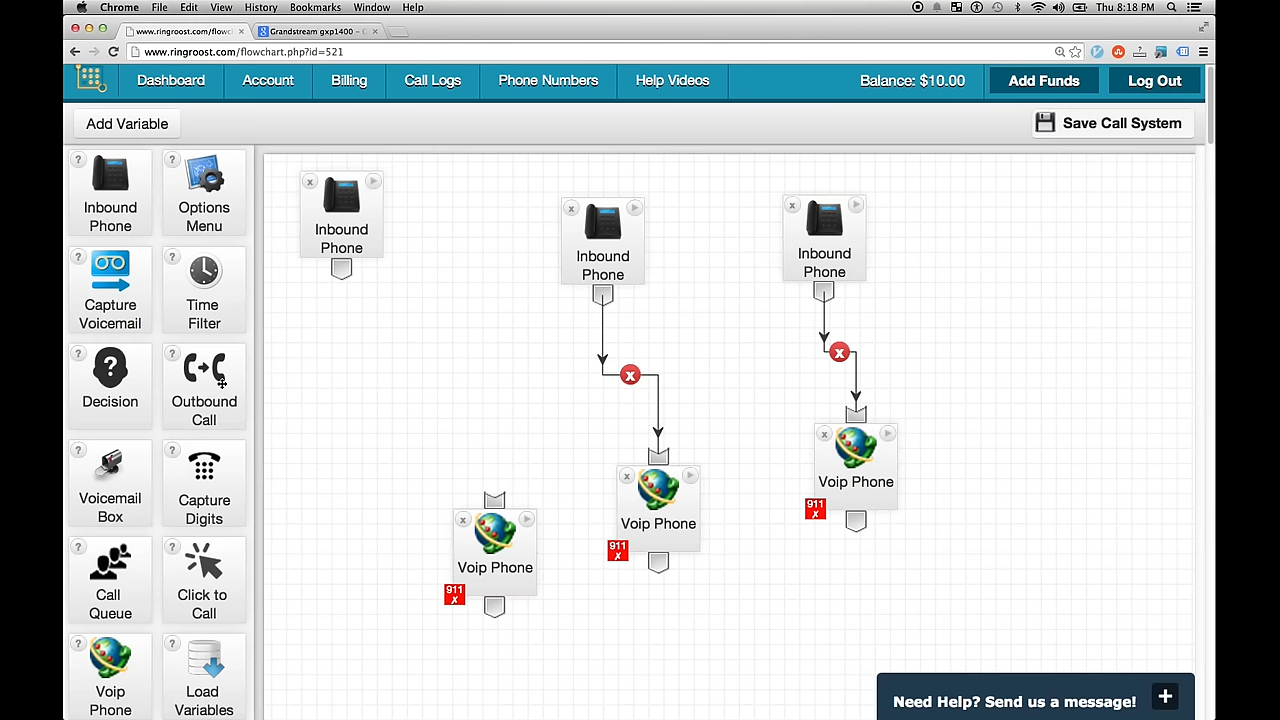 Chrome File Edit View History Bookmarks Window Help Thu 8:18 PM
www.ringroost.com/flowc × Grandstream gxp1400 – ×
www.ringroost.com/flowchart.php?id=521
Dashboard Account Billing Call Logs Phone Numbers Help Videos Balance: $10.00 Add Funds Log Out
Add Variable Save Call System
? Inbound Phone
? Options Menu
? Capture Voicemail
? Time Filter
? Decision
? Outbound Call
? Voicemail Box
? Capture Digits
? Call Queue
? Click to Call
? Voip Phone
? Load Variables
x Inbound Phone
x Inbound Phone
x Inbound Phone
x
x
x Voip Phone
911 x
x Voip Phone
911 x
x Voip Phone
911 x
Need Help? Send us a message! +